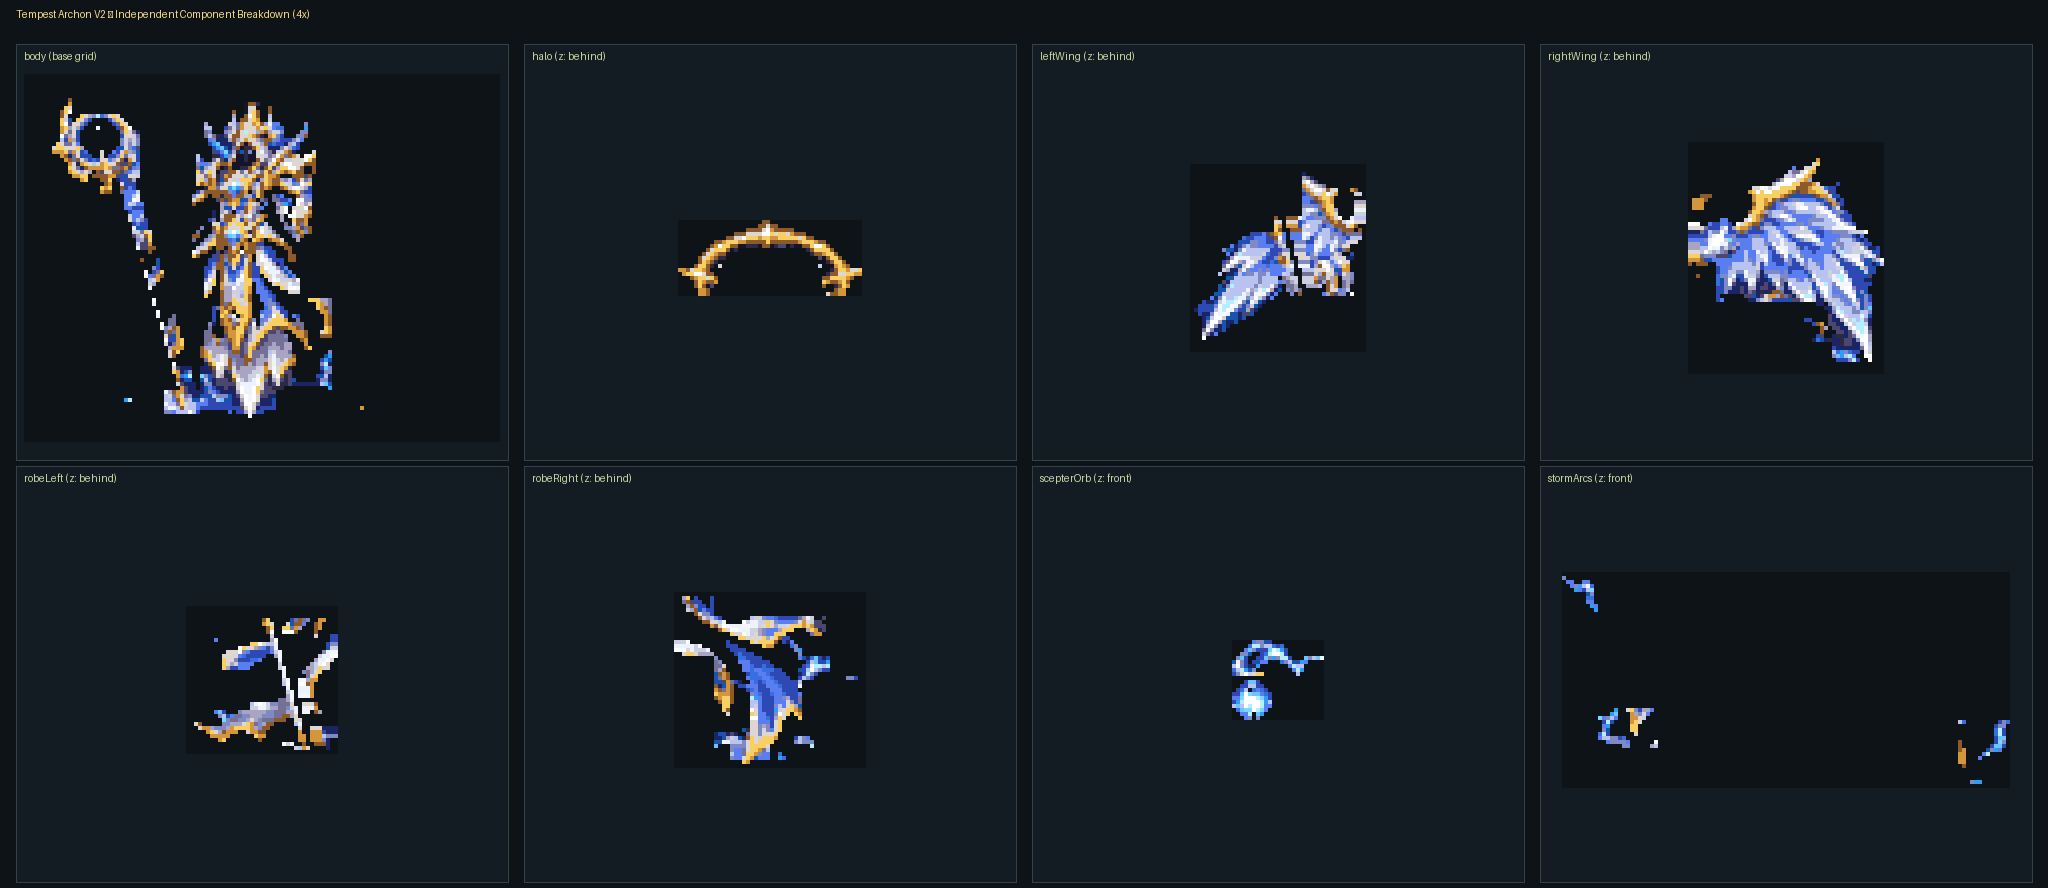 Tempest Archon V2 ▯ Independent Component Breakdown (4x)
body (base grid)
halo (z: behind)
leftWing (z: behind)
rightWing (z: behind)
robeLeft (z: behind)
robeRight (z: behind)
scepterOrb (z: front)
stormArcs (z: front)